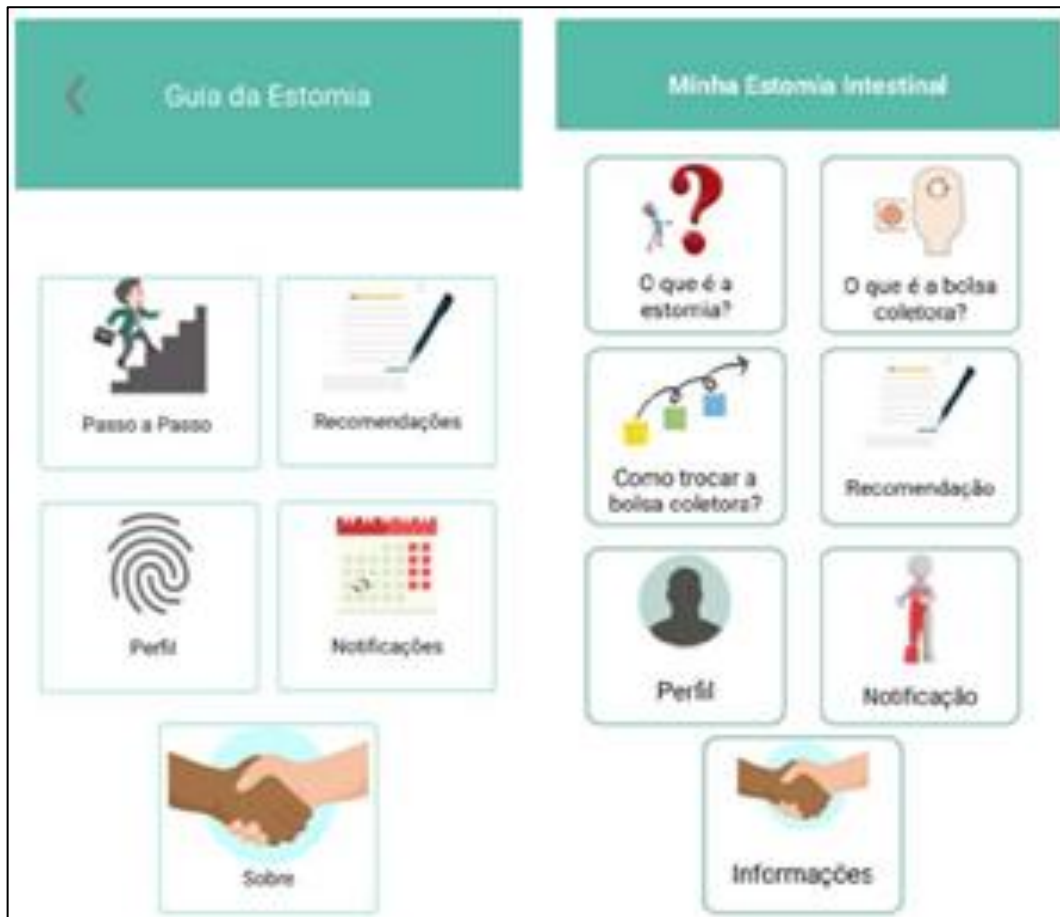 Guia da Estomia
Passo a Passo
Recomendações
Perfil
Notificações
Sobre
Minha Estomia Intestinal
O que é a
estomia?
O que é a bolsa
coletora?
Como trocar a
bolsa coletora?
Recomendação
Perfil
Notificação
Informações